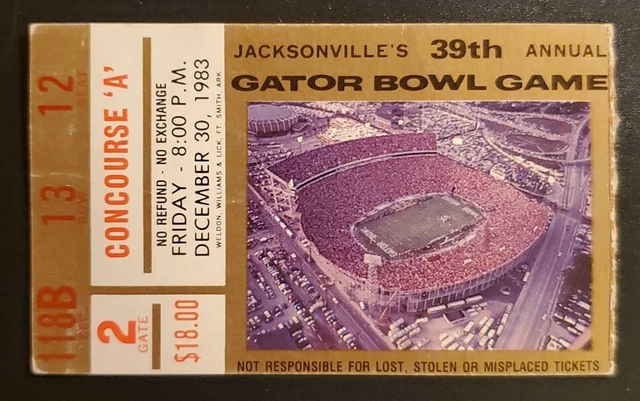 JACKSONVILLE'S 39th ANNUAL
GATOR BOWL GAME
NOT RESPONSIBLE FOR LOST, STOLEN OR MISPLACED TICKETS
CONCOURSE 'A'
NO REFUND - NO EXCHANGE
FRIDAY - 8:00 P.M.
DECEMBER 30, 1983
WELDON, WILLIAMS & LICK, FT. SMITH, ARK.
2
GATE
$18.00
118B
13
12